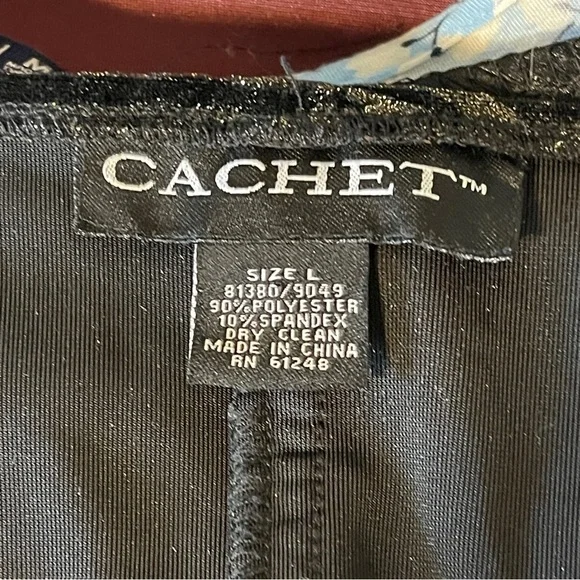 CACHET™
SIZE L
81380/9049
90% POLYESTER
10% SPANDEX
DRY CLEAN
MADE IN CHINA
RN 61248